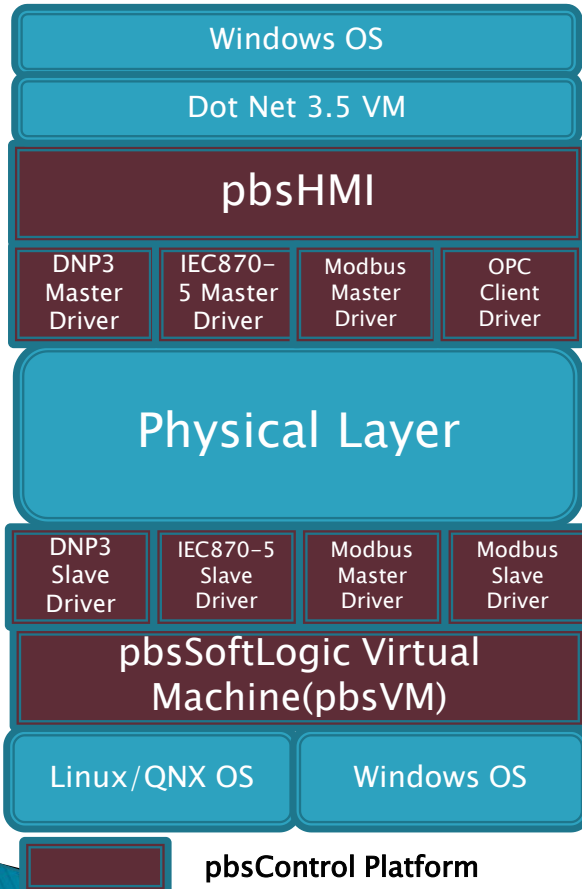 Windows OS
Dot Net 3.5 VM
pbsHMI
DNP3
Master
Driver
IEC870-
5 Master
Driver
Modbus
Master
Driver
OPC
Client
Driver
Physical Layer
DNP3
Slave
Driver
IEC870-5
Slave
Driver
Modbus
Master
Driver
Modbus
Slave
Driver
pbsSoftLogic Virtual
Machine(pbsVM)
Linux/QNX OS
Windows OS
pbsControl Platform